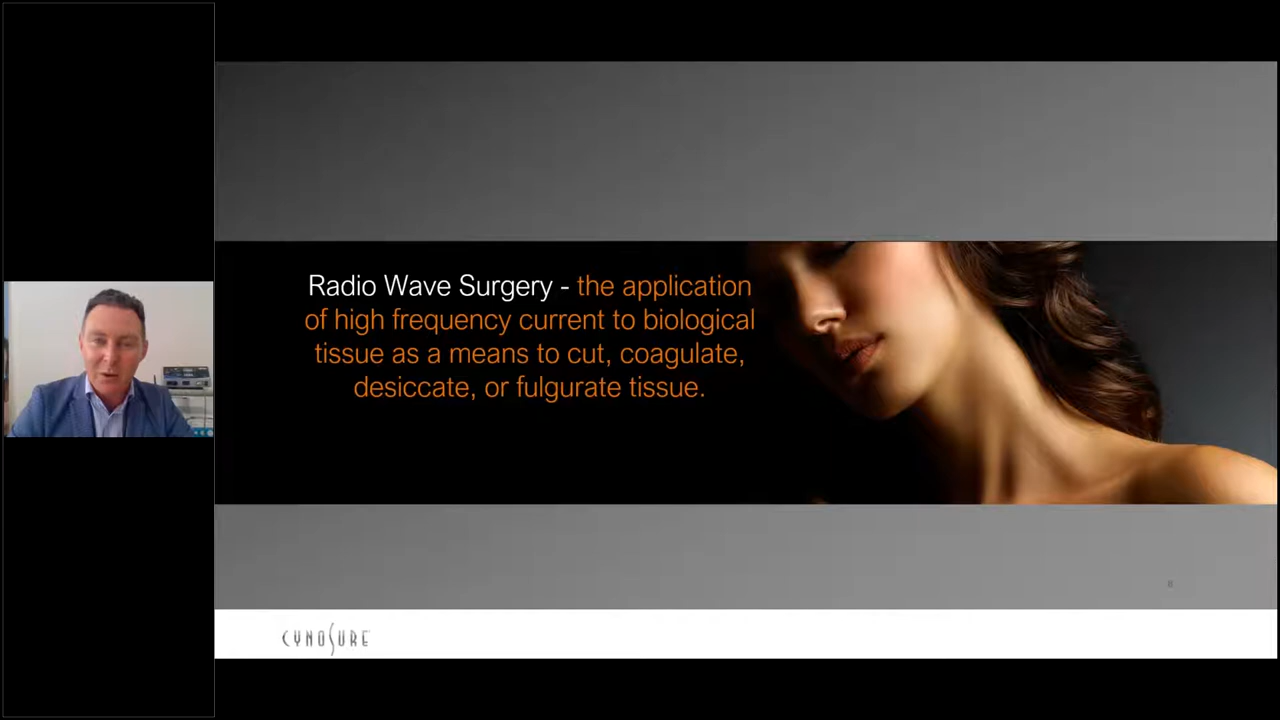 Radio Wave Surgery - the application
of high frequency current to biological
tissue as a means to cut, coagulate,
desiccate, or fulgurate tissue.
CYNOSURE